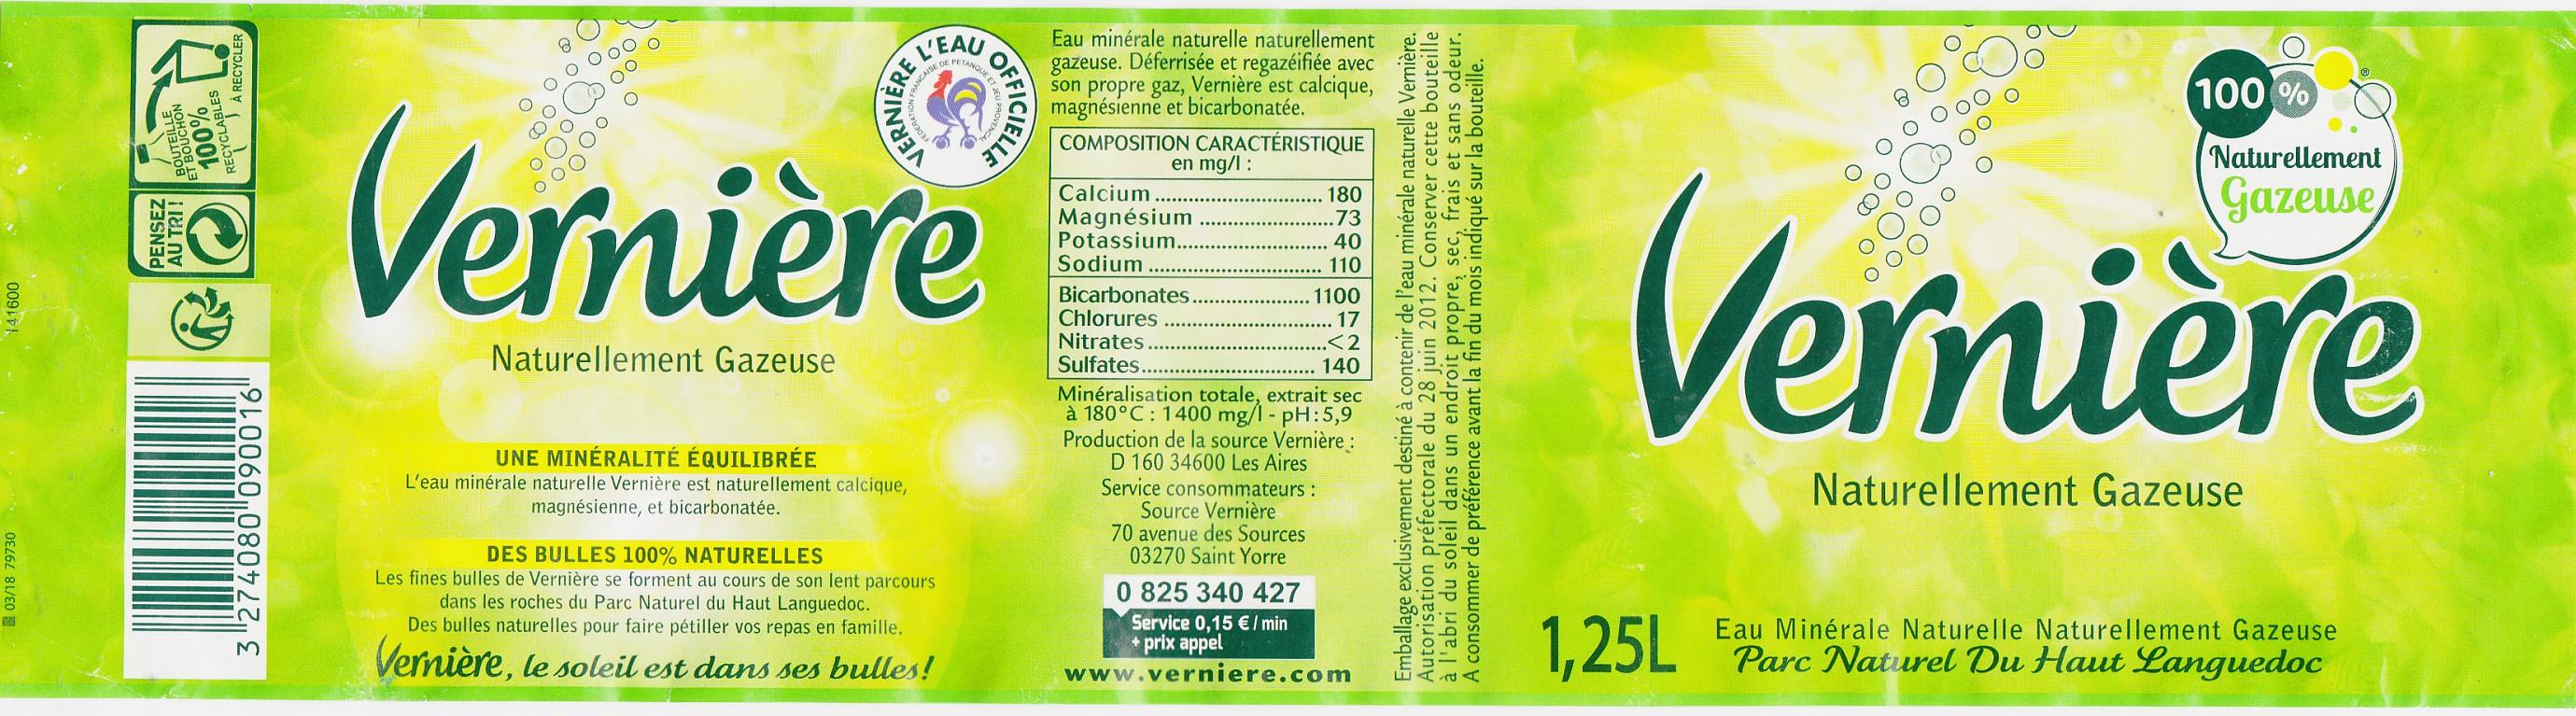 141600
03/18 79730
BOUTEILLE
ET BOUCHON
100%
RECYCLABLES
À RECYCLER
PENSEZ
AU TRI !
3 274080 090016
VERNIÈRE L'EAU OFFICIELLE
FEDERATION FRANÇAISE DE PETANQUE ET JEU PROVENCAL
Vernière
Naturellement Gazeuse
UNE MINÉRALITÉ ÉQUILIBRÉE
L'eau minérale naturelle Vernière est naturellement calcique,
magnésienne, et bicarbonatée.
DES BULLES 100% NATURELLES
Les fines bulles de Vernière se forment au cours de son lent parcours
dans les roches du Parc Naturel du Haut Languedoc.
Des bulles naturelles pour faire pétiller vos repas en famille.
Vernière, le soleil est dans ses bulles!
Eau minérale naturelle naturellement
gazeuse. Déferrisée et regazéifiée avec
son propre gaz, Vernière est calcique,
magnésienne et bicarbonatée.
COMPOSITION CARACTÉRISTIQUE
en mg/l :
Calcium ............................ 180
Magnésium ...................... 73
Potassium......................... 40
Sodium ............................. 110
Bicarbonates.................... 1100
Chlorures ............................ 17
Nitrates .............................. <2
Sulfates............................. 140
Minéralisation totale, extrait sec
à 180°C : 1400 mg/l - pH:5,9
Production de la source Vernière :
D 160 34600 Les Aires
Service consommateurs :
Source Vernière
70 avenue des Sources
03270 Saint Yorre
0 825 340 427
Service 0,15 € / min
+ prix appel
www.verniere.com
Emballage exclusivement destiné à contenir de l'eau minérale naturelle Vernière.
Autorisation préfectorale du 28 juin 2012. Conserver cette bouteille
à l'abri du soleil dans un endroit propre, sec, frais et sans odeur.
A consommer de préférence avant la fin du mois indiqué sur la bouteille.
100 %
®
Naturellement
Gazeuse
Vernière
Naturellement Gazeuse
1,25L
Eau Minérale Naturelle Naturellement Gazeuse
Parc Naturel Du Haut Languedoc